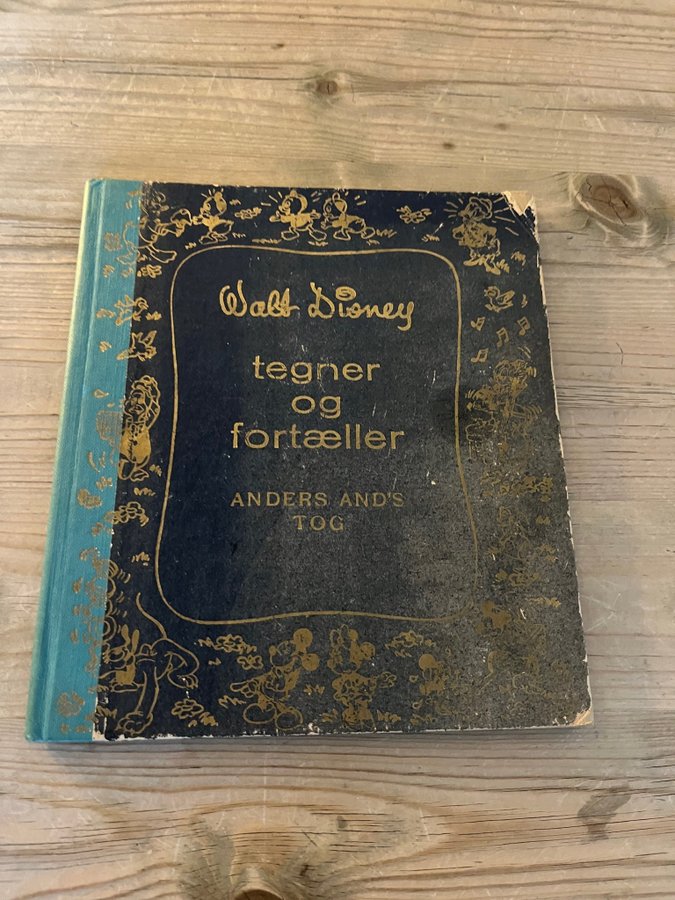 Walt Disney
tegner
og
fortæller
ANDERS AND'S
TOG